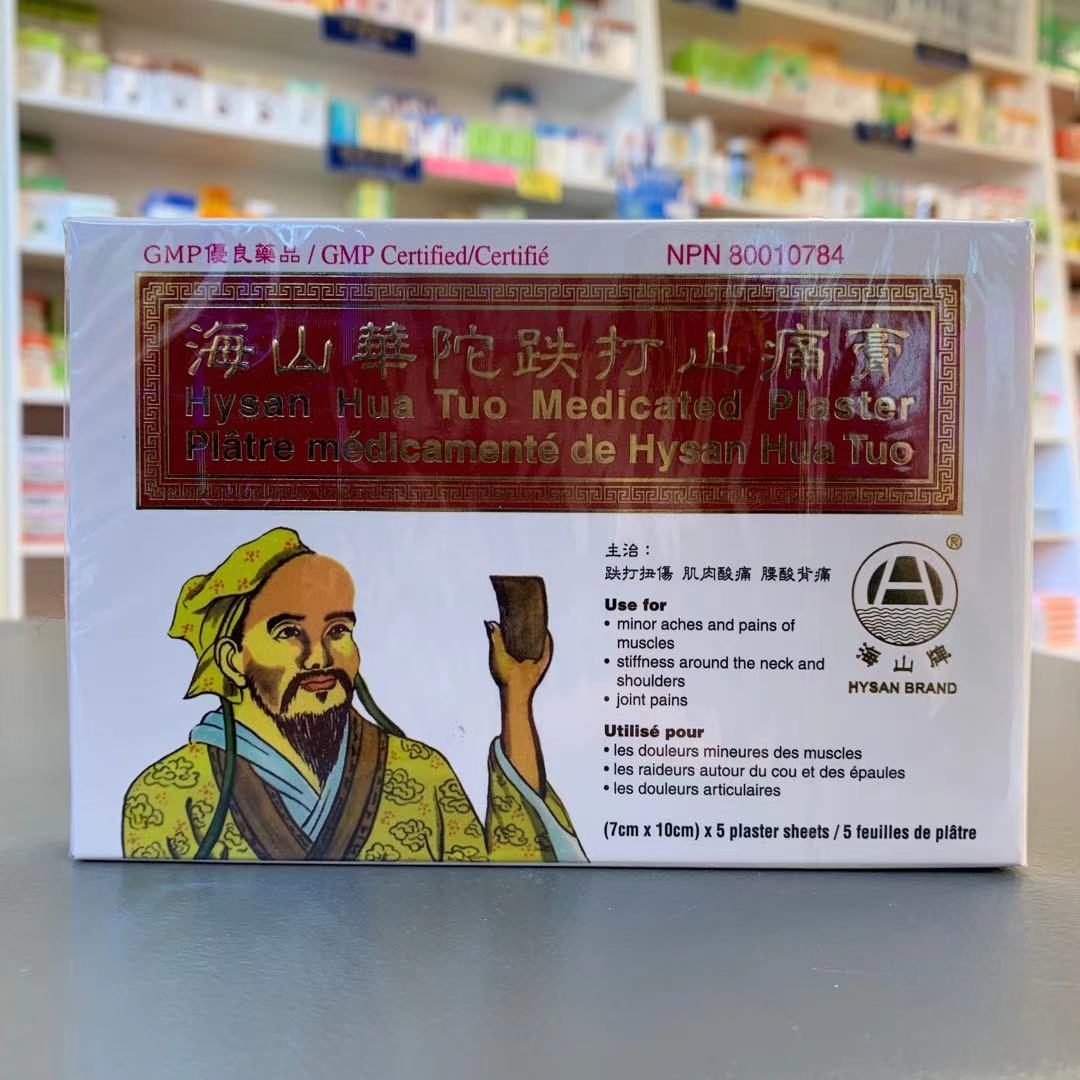 GMP優良藥品 / GMP Certified/Certifié
NPN 80010784
海山華陀跌打止痛膏
Hysan Hua Tuo Medicated Plaster
Plâtre médicamenté de Hysan Hua Tuo
主治：
跌打扭傷 肌肉酸痛 腰酸背痛
Use for
• minor aches and pains of
muscles
• stiffness around the neck and
shoulders
• joint pains
Utilisé pour
• les douleurs mineures des muscles
• les raideurs autour du cou et des épaules
• les douleurs articulaires
(7cm x 10cm) x 5 plaster sheets / 5 feuilles de plâtre
®
海山牌
HYSAN BRAND